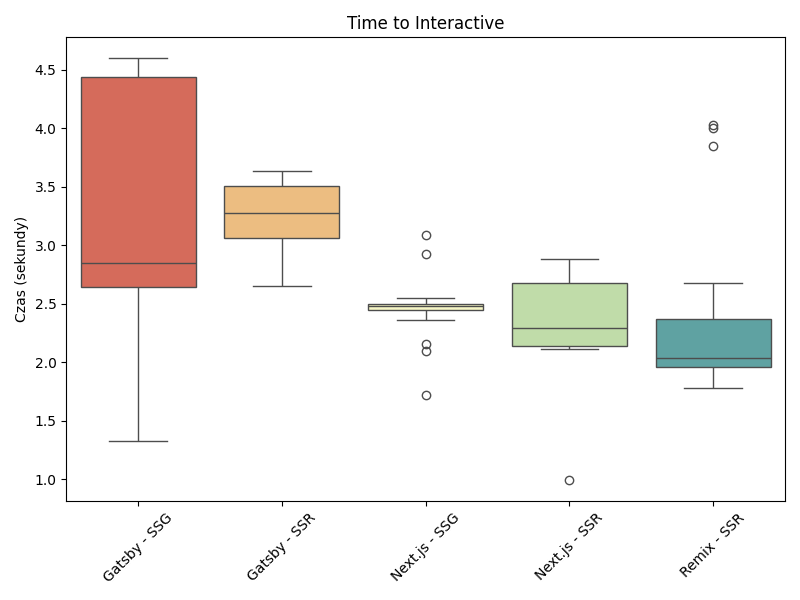 Time to Interactive
Czas (sekundy)
4.5
4.0
3.5
3.0
2.5
2.0
1.5
1.0
Gatsby - SSG
Gatsby - SSR
Next.js - SSG
Next.js - SSR
Remix - SSR